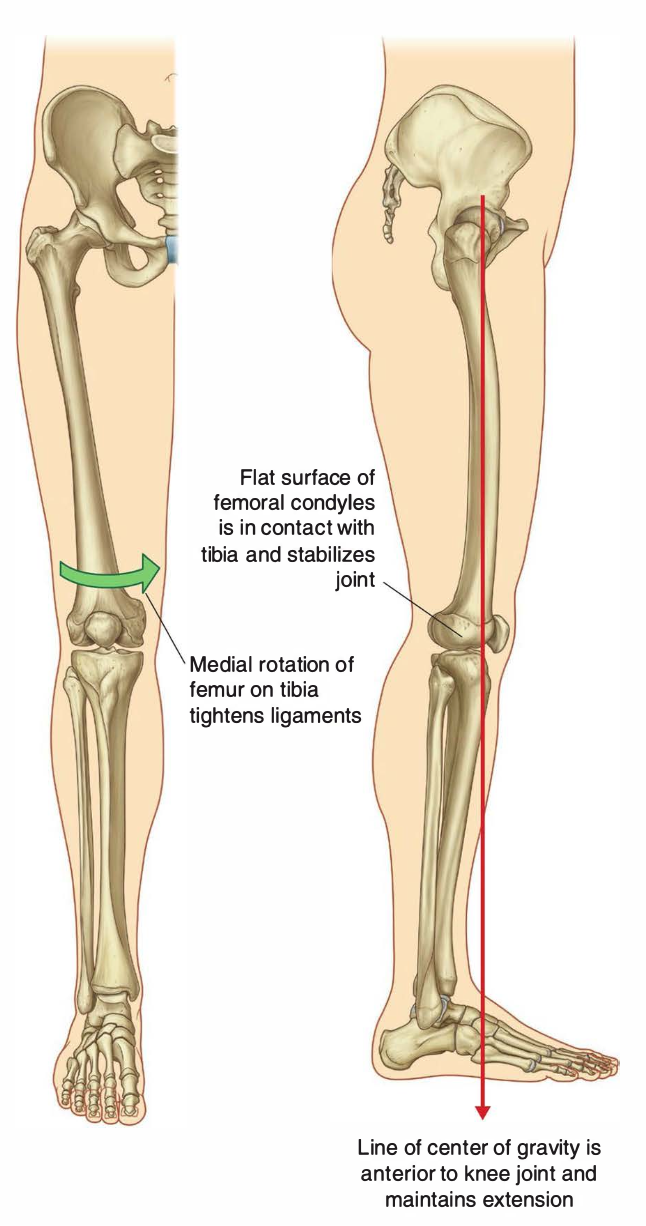 Flat surface of
femoral condyles
is in contact with
tibia and stabilizes
joint
Medial rotation of
femur on tibia
tightens ligaments
Line of center of gravity is
anterior to knee joint and
maintains extension